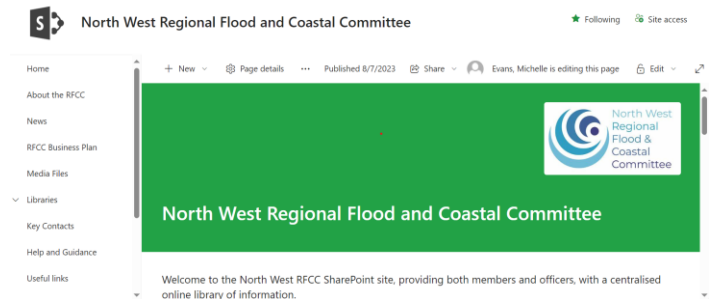 S
North West Regional Flood and Coastal Committee
Following
Site access
Home
About the RFCC
News
RFCC Business Plan
Media Files
Libraries
Key Contacts
Help and Guidance
Useful links
+ New
Page details
...
Published 8/7/2023
Share
Evans, Michelle is editing this page
Edit
North West
Regional
Flood &
Coastal
Committee
North West Regional Flood and Coastal Committee
Welcome to the North West RFCC SharePoint site, providing both members and officers, with a centralised
online library of information.